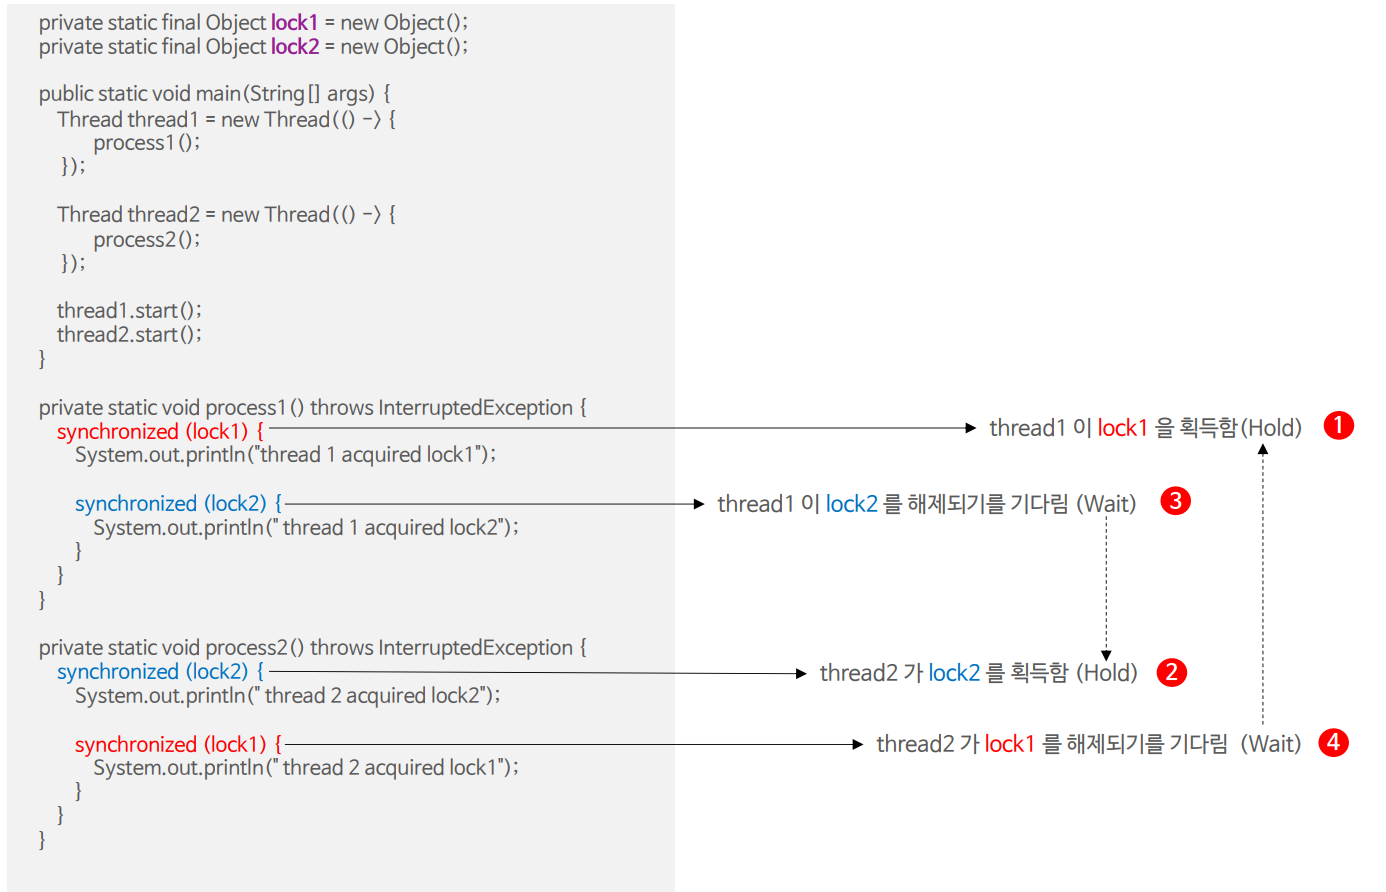 private static final Object lock1 = new Object();
private static final Object lock2 = new Object();
public static void main(String[] args) {
Thread thread1 = new Thread(() -> {
process1();
});
Thread thread2 = new Thread(() -> {
process2();
});
thread1.start();
thread2.start();
}
private static void process1() throws InterruptedException {
synchronized (lock1) {
thread1 이 lock1 을 획득함(Hold) 1
System.out.println("thread 1 acquired lock1");
synchronized (lock2) {
thread1 이 lock2 를 해제되기를 기다림 (Wait) 3
System.out.println(" thread 1 acquired lock2");
}
}
}
private static void process2() throws InterruptedException {
synchronized (lock2) {
thread2 가 lock2 를 획득함 (Hold) 2
System.out.println(" thread 2 acquired lock2");
synchronized (lock1) {
thread2 가 lock1 를 해제되기를 기다림 (Wait) 4
System.out.println(" thread 2 acquired lock1");
}
}
}